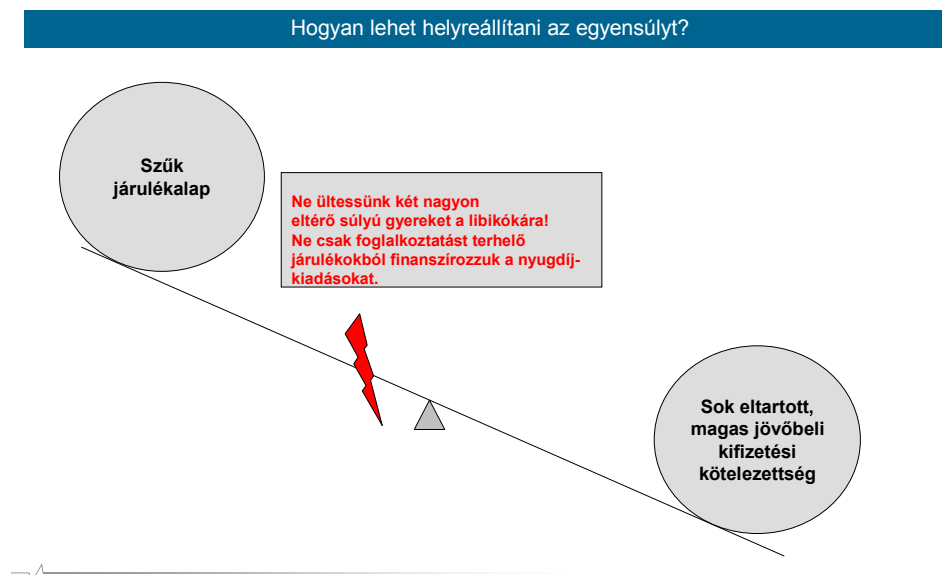 Hogyan lehet helyreállítani az egyensúlyt?
Szűk
járulékalap
Ne ültessünk két nagyon
eltérő súlyú gyereket a libikókára!
Ne csak foglalkoztatást terhelő
járulékokból finanszírozzuk a nyugdíj-
kiadásokat.
Sok eltartott,
magas jövőbeli
kifizetési
kötelezettség